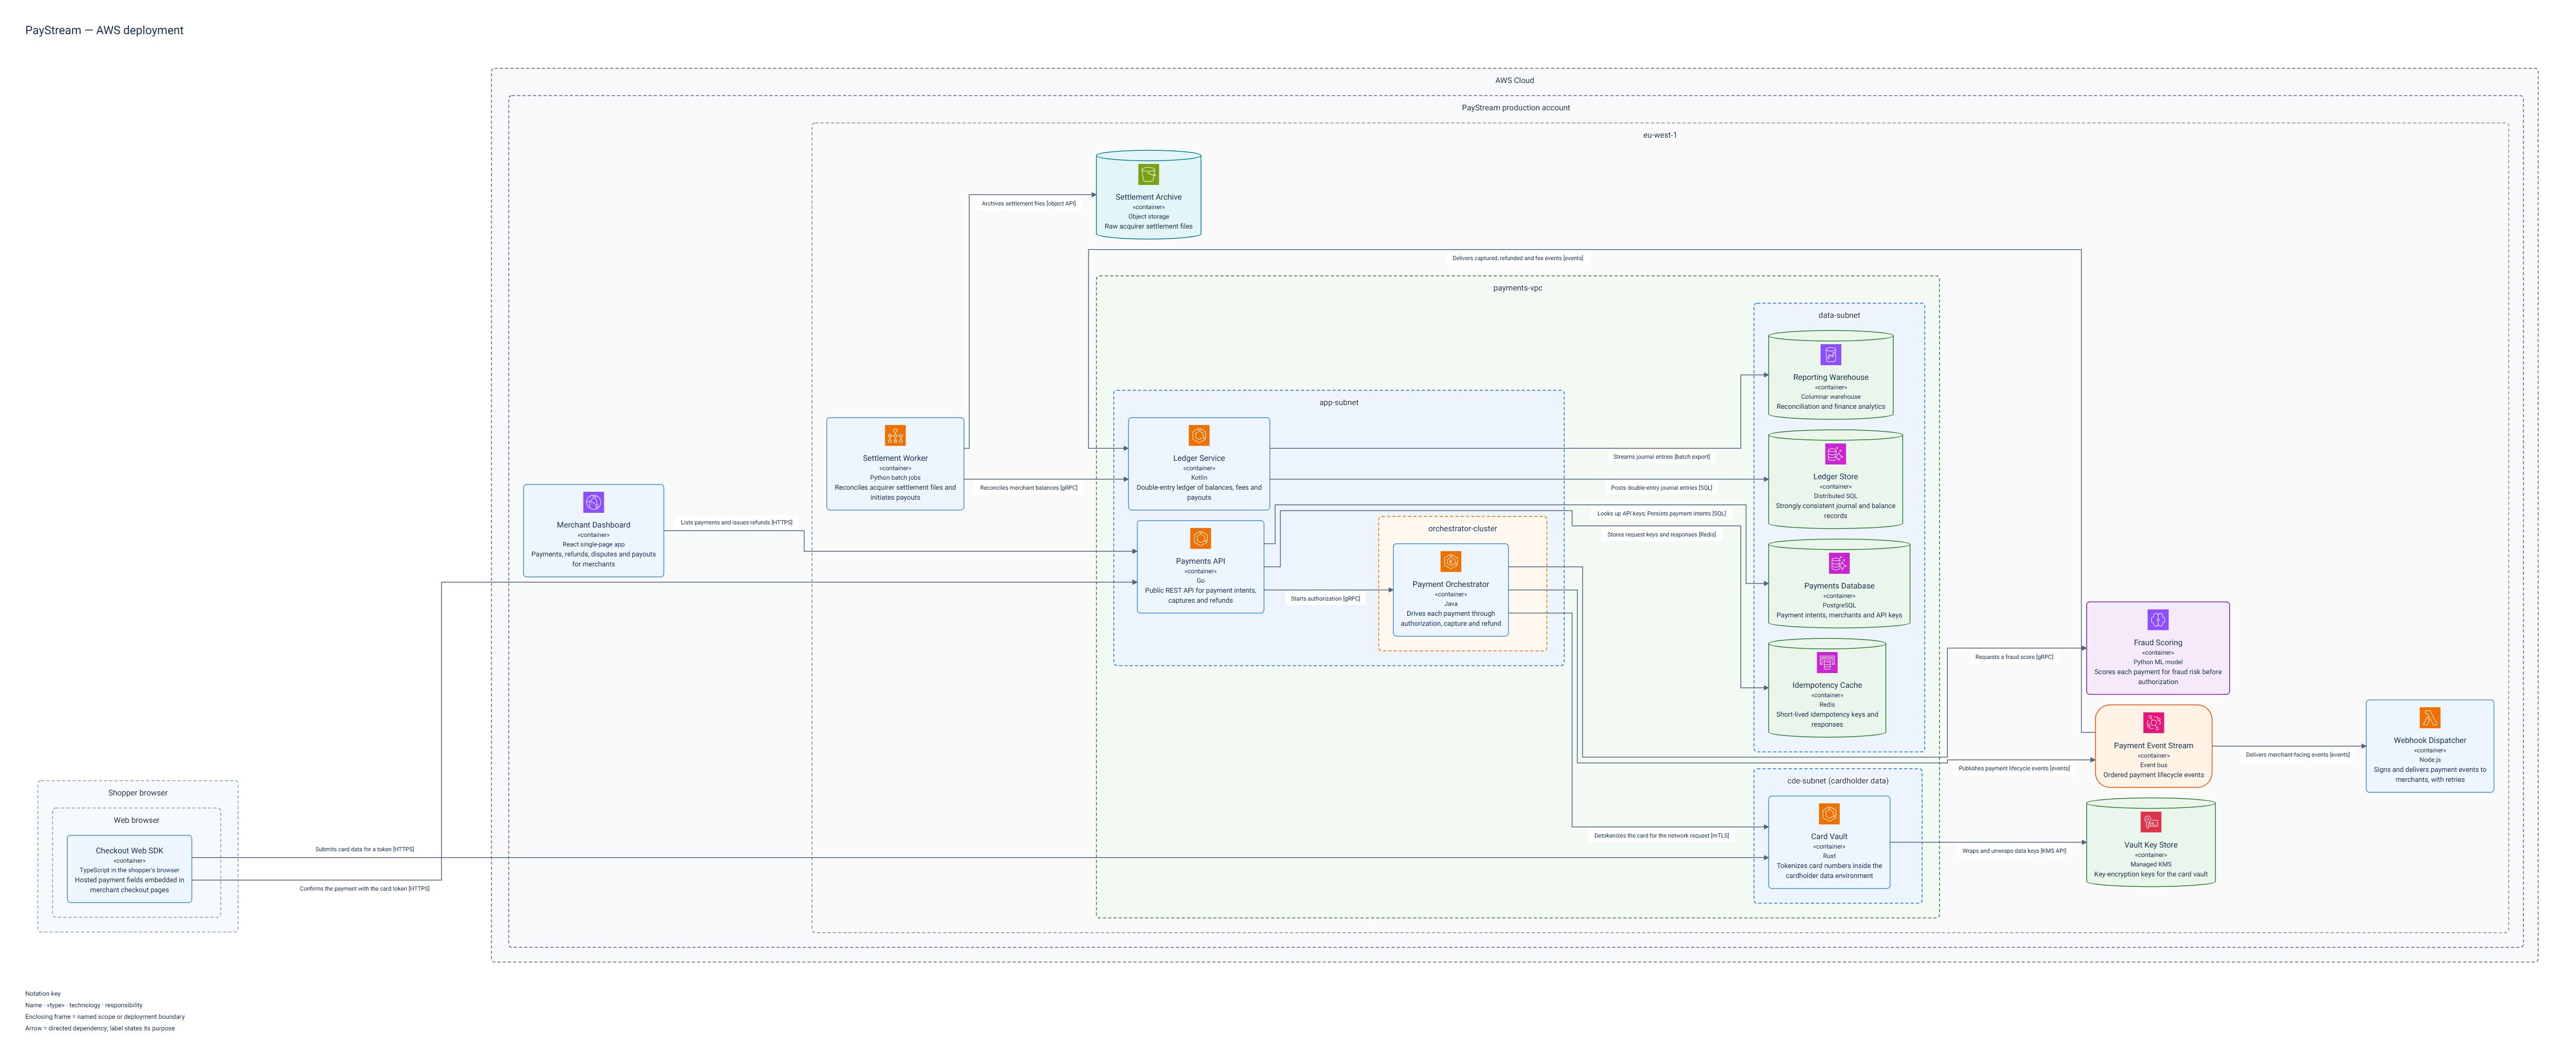 PayStream — AWS deployment
AWS Cloud
PayStream production account
eu-west-1
Settlement Archive
«container»
Object storage
Raw acquirer settlement files
Archives settlement files [object API]
Delivers captured, refunded and fee events [events]
payments-vpc
data-subnet
Reporting Warehouse
«container»
Columnar warehouse
Reconciliation and finance analytics
app-subnet
Settlement Worker
«container»
Python batch jobs
Reconciles acquirer settlement files and
initiates payouts
Ledger Service
«container»
Kotlin
Double-entry ledger of balances, fees and
payouts
Streams journal entries [batch export]
Reconciles merchant balances [gRPC]
Posts double-entry journal entries [SQL]
Ledger Store
«container»
Distributed SQL
Strongly consistent journal and balance
records
Merchant Dashboard
«container»
React single-page app
Payments, refunds, disputes and payouts
for merchants
Lists payments and issues refunds [HTTPS]
Looks up API keys; Persists payment intents [SQL]
Stores request keys and responses [Redis]
orchestrator-cluster
Payments API
«container»
Go
Public REST API for payment intents,
captures and refunds
Starts authorization [gRPC]
Payment Orchestrator
«container»
Java
Drives each payment through
authorization, capture and refund
Payments Database
«container»
PostgreSQL
Payment intents, merchants and API keys
Idempotency Cache
«container»
Redis
Short-lived idempotency keys and
responses
Requests a fraud score [gRPC]
Fraud Scoring
«container»
Python ML model
Scores each payment for fraud risk before
authorization
Payment Event Stream
«container»
Event bus
Ordered payment lifecycle events
Publishes payment lifecycle events [events]
Delivers merchant-facing events [events]
Webhook Dispatcher
«container»
Node.js
Signs and delivers payment events to
merchants, with retries
cde-subnet (cardholder data)
Card Vault
«container»
Rust
Tokenizes card numbers inside the
cardholder data environment
Detokenizes the card for the network request [mTLS]
Wraps and unwraps data keys [KMS API]
Vault Key Store
«container»
Managed KMS
Key-encryption keys for the card vault
Shopper browser
Web browser
Checkout Web SDK
«container»
TypeScript in the shopper's browser
Hosted payment fields embedded in
merchant checkout pages
Submits card data for a token [HTTPS]
Confirms the payment with the card token [HTTPS]
Notation key
Name · «type» · technology · responsibility
Enclosing frame = named scope or deployment boundary
Arrow = directed dependency; label states its purpose